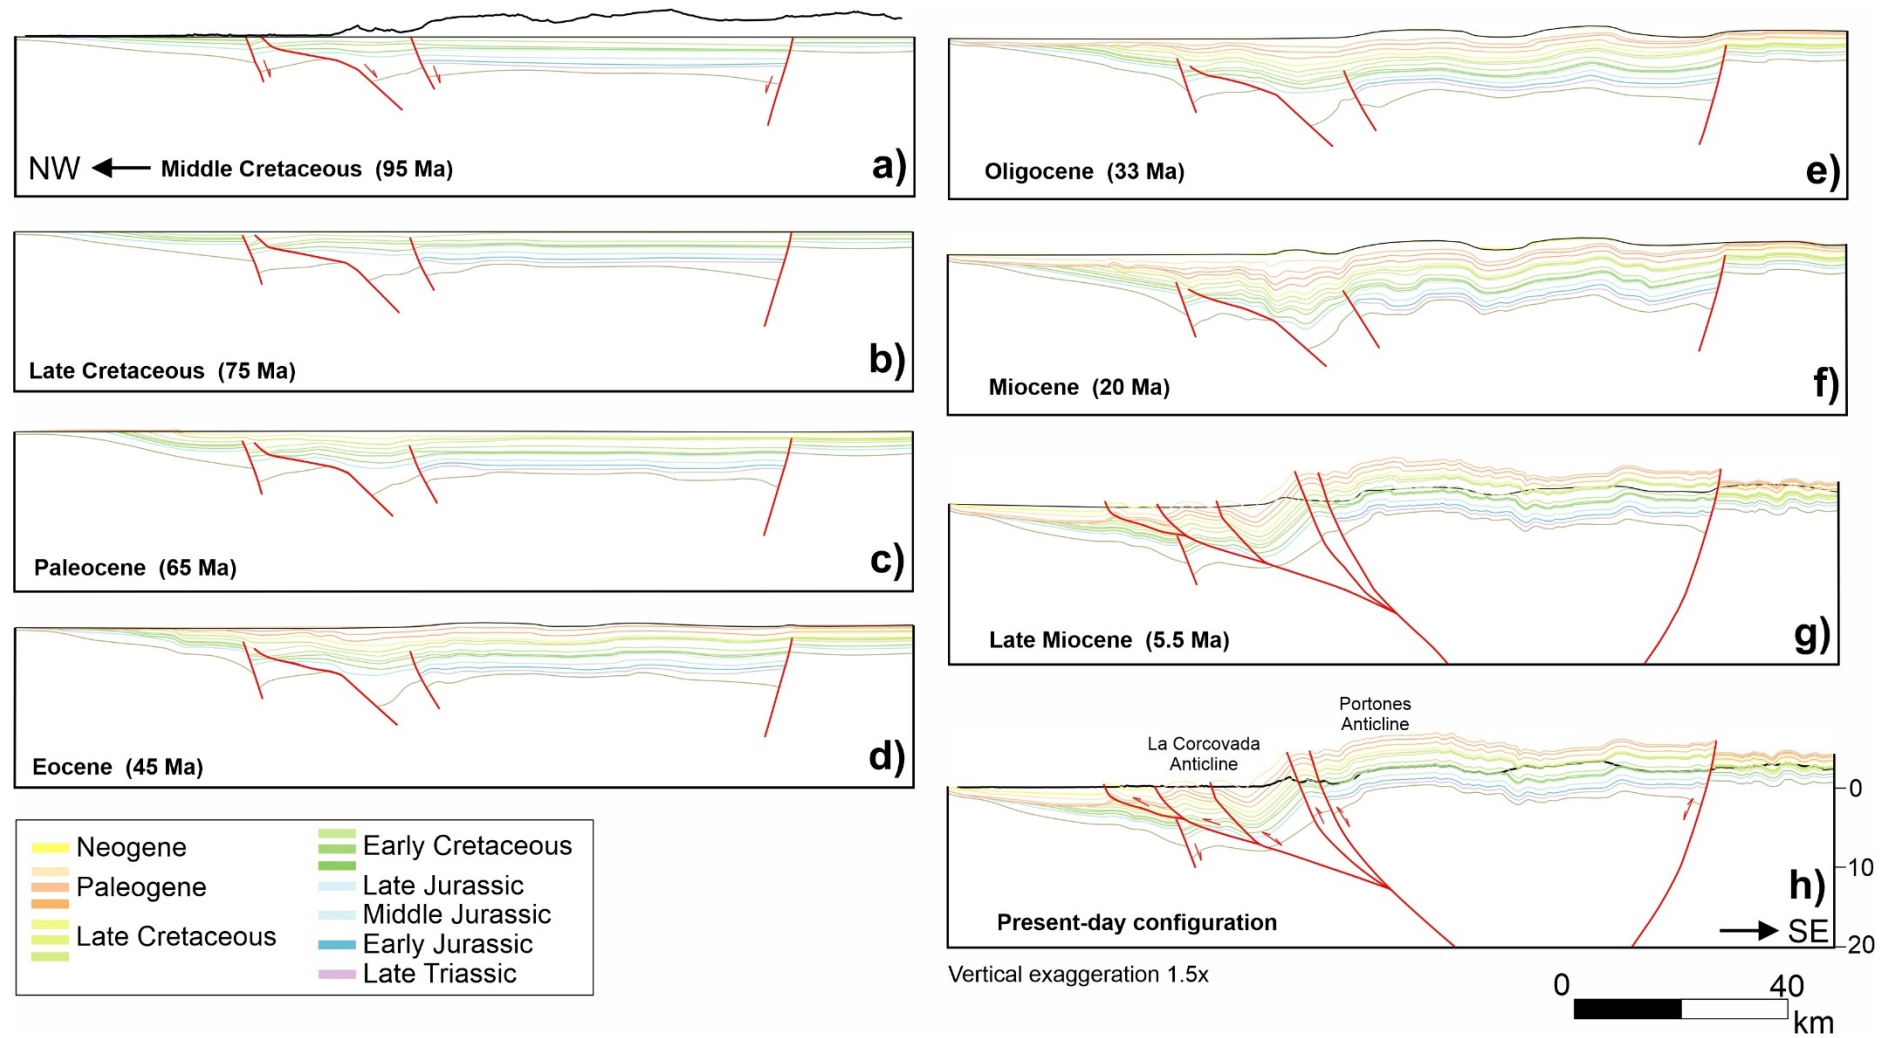 NW
Middle Cretaceous (95 Ma)
a)
Late Cretaceous (75 Ma)
b)
Paleocene (65 Ma)
c)
Eocene (45 Ma)
d)
Neogene
Paleogene
Late Cretaceous
Early Cretaceous
Late Jurassic
Middle Jurassic
Early Jurassic
Late Triassic
Oligocene (33 Ma)
e)
Miocene (20 Ma)
f)
Late Miocene (5.5 Ma)
g)
Portones
Anticline
La Corcovada
Anticline
0
10
20
h)
Present-day configuration
SE
Vertical exaggeration 1.5x
0 40
km